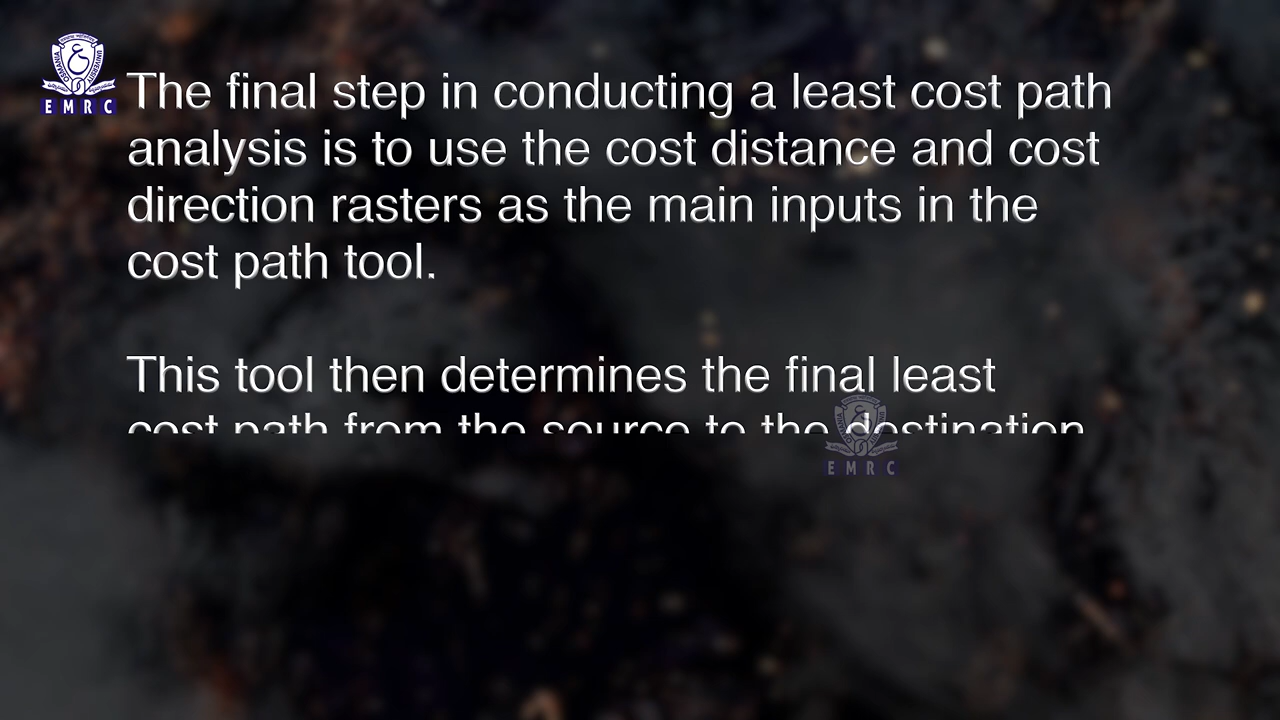 The final step in conducting a least cost path
analysis is to use the cost distance and cost
direction rasters as the main inputs in the
cost path tool.
This tool then determines the final least
cost path from the source to the destination
EMRC
EMRC